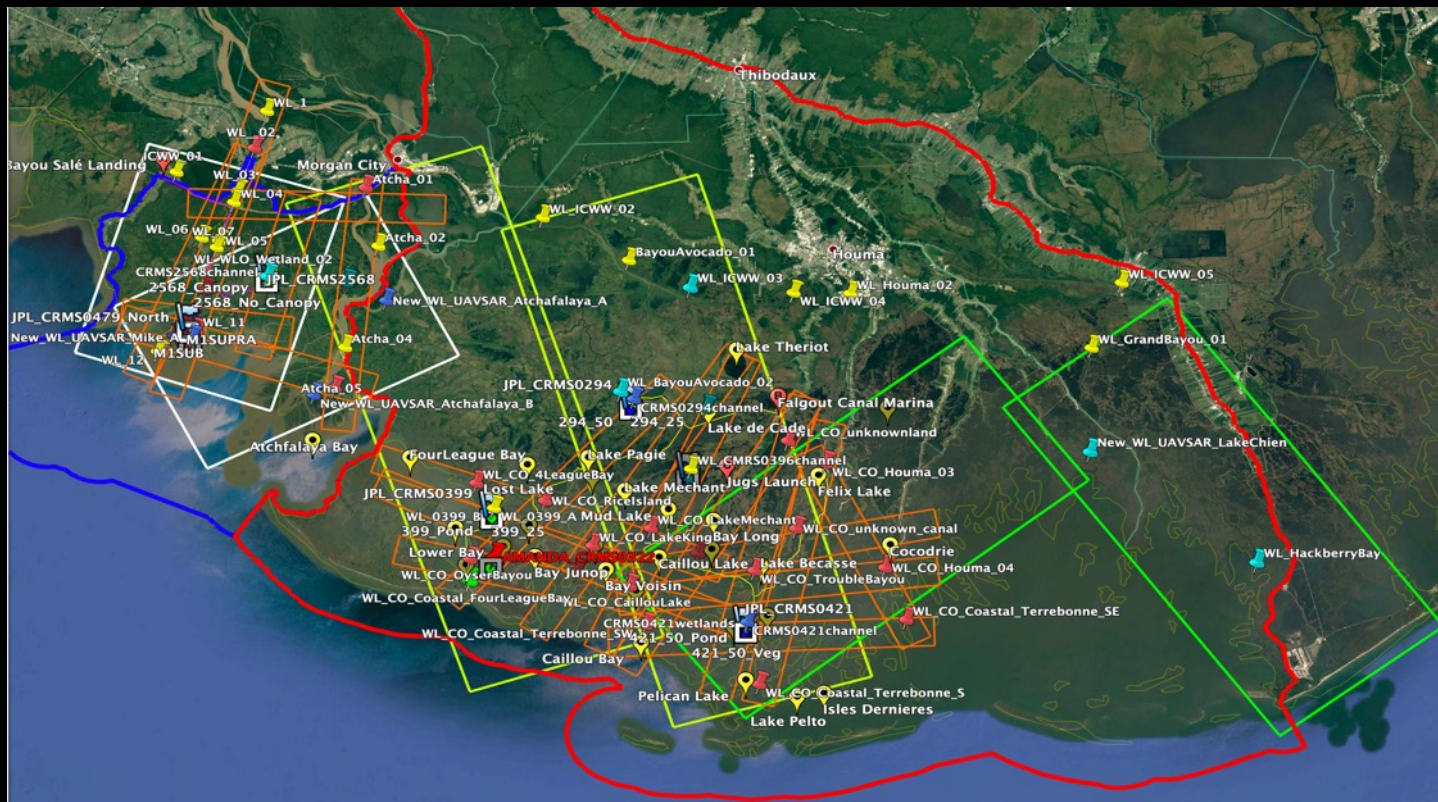 Thibodaux
WL_1
WL_02
ICWW_01
Bayou Salé Landing
Morgan City
WL_03
Atcha_01
WL_04
WL_ICWW_02
WL_06
WL_07
WL_05
Atcha_02
BayouAvocado_01
Houma
WL_WLO_Wetland_02
CRMS2568channel
JPL_CRMS2568
WL_ICWW_03
WL_ICWW_05
2568_Canopy
WL_Houma_02
2568_No_Canopy
New_WL_UAVSAR_Atchafalaya_A
WL_ICWW_04
JPL_CRMS0479_North
WL_11
New_WL_UAVSAR_Mike_A
M1SUPRA
Atcha_04
WL_GrandBayou_01
M1SUB
Lake Theriot
WL_12
Atcha_05
JPL_CRMS0294
WL_BayouAvocado_02
New_WL_UAVSAR_Atchafalaya_B
CRMS0294channel
Falgout Canal Marina
294_50
294_25
Lake de Cade
WL_CO_unknownland
Atchfalaya Bay
New_WL_UAVSAR_LakeChien
FourLeague Bay
Lake Pagie
WL_CMRS0396channel
WL_CO_Houma_03
WL_CO_4LeagueBay
Jugs Launch
JPL_CRMS0399
Lost Lake
Lake Mechant
Felix Lake
WL_CO_RiceIsland
WL_0399_B
WL_0399_A
Mud Lake
WL_CO_LakeMechant
WL_CO_unknown_canal
399_Pond
399_25
WL_CO_LakeKing
Bay Long
Lower Bay
AMANIDA_CRMS0322
Cocodrie
WL_HackberryBay
Caillou Lake
Lake Becasse
WL_CO_OyserBayou
Bay Junop
WL_CO_Houma_04
Bay Voisin
WL_CO_TroubleBayou
WL_CO_Coastal_FourLeagueBay
WL_CO_CaillouLake
JPL_CRMS0421
WL_CO_Coastal_Terrebonne_SE
CRMS0421wetlands
WL_CO_Coastal_Terrebonne_SW
421_50_Pond
CRMS0421channel
421_50_Veg
Caillou Bay
Pelican Lake
WL_CO_Coastal_Terrebonne_S
Isles Dernieres
Lake Pelto